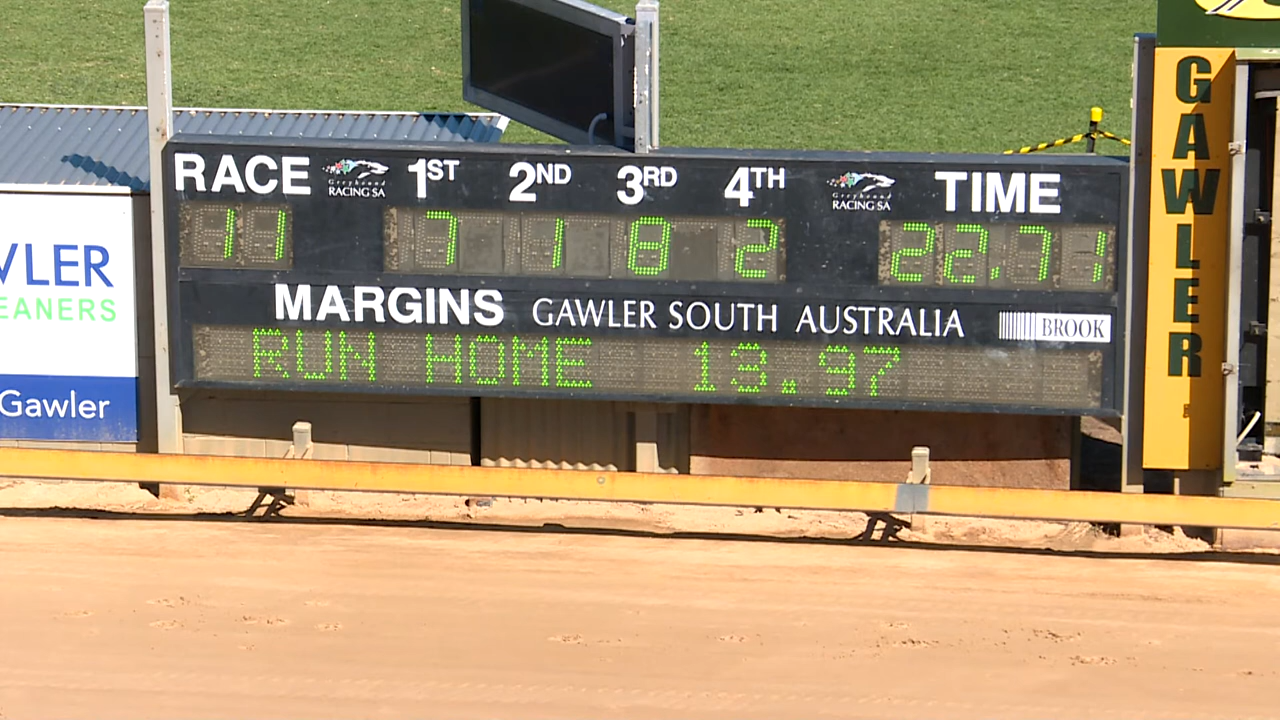 RACE 1ST 2ND 3RD 4TH TIME
Greyhound RACING SA
Greyhound RACING SA
11 7 1 8 2 22.71
MARGINS GAWLER SOUTH AUSTRALIA BROOK
RUN HOME 13.97
WLER
EANERS
Gawler
GAWLER